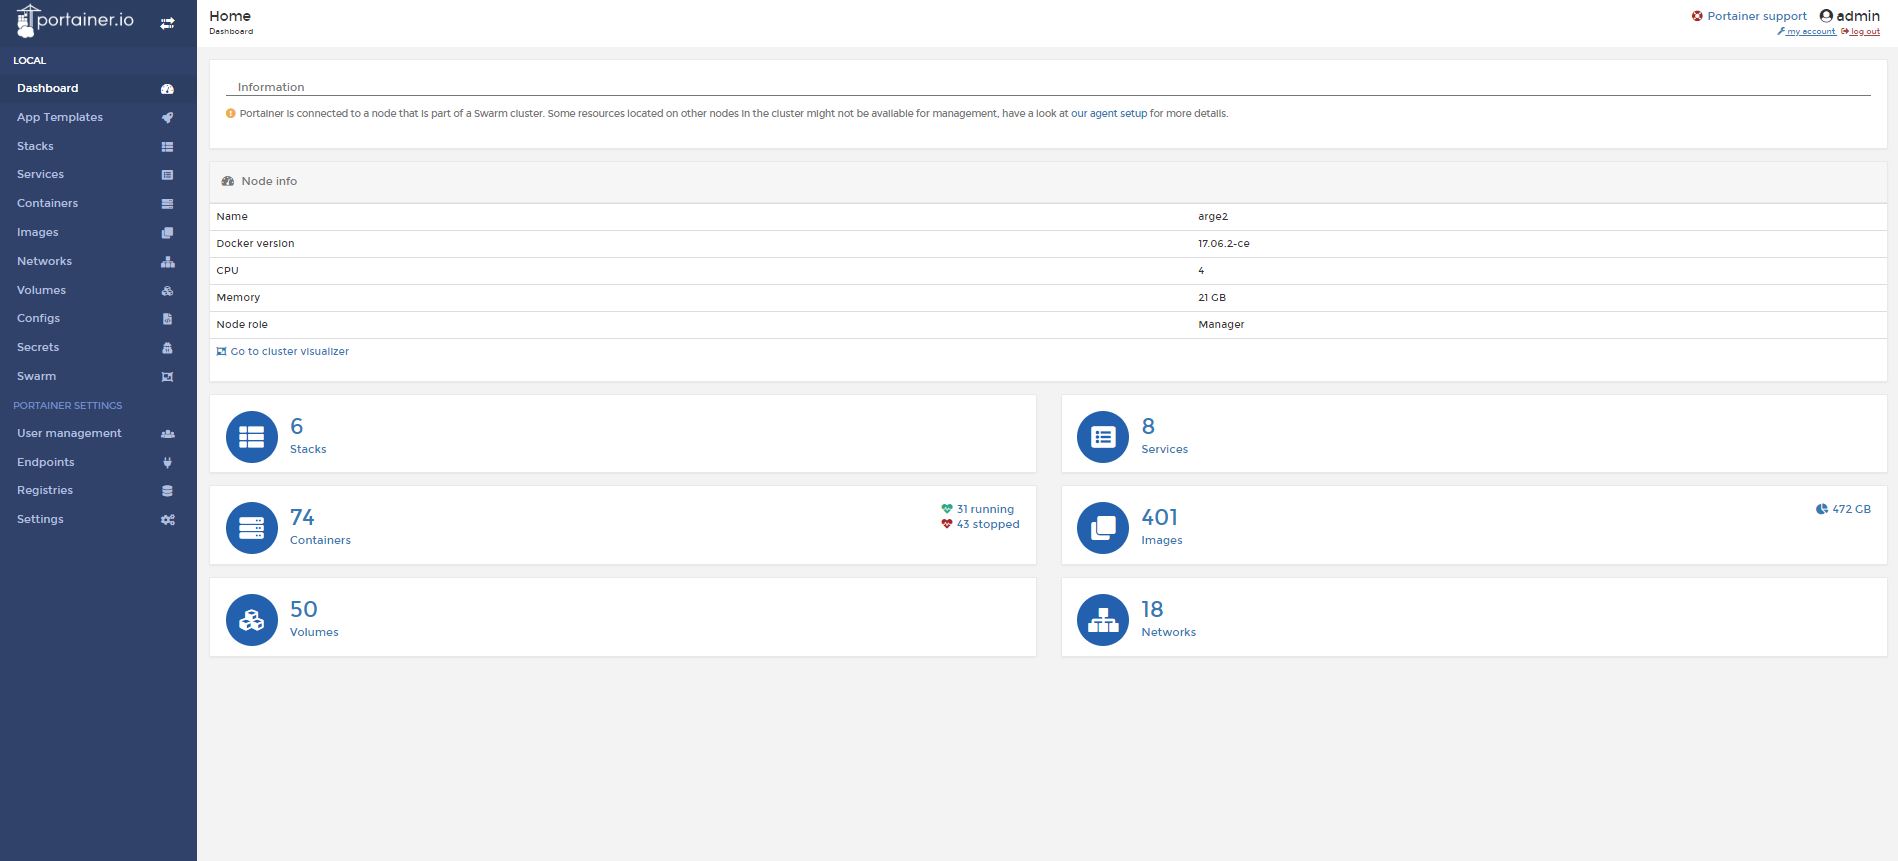 portainer.io
LOCAL
Dashboard
App Templates
Stacks
Services
Containers
Images
Networks
Volumes
Configs
Secrets
Swarm
PORTAINER SETTINGS
User management
Endpoints
Registries
Settings
Home
Dashboard
Portainer support admin
my account log out
Information
Portainer is connected to a node that is part of a Swarm cluster. Some resources located on other nodes in the cluster might not be available for management, have a look at our agent setup for more details.
Node info
Name arge2
Docker version 17.06.2-ce
CPU 4
Memory 21 GB
Node role Manager
Go to cluster visualizer
6
Stacks
8
Services
74
Containers
31 running
43 stopped
401
Images
472 GB
50
Volumes
18
Networks